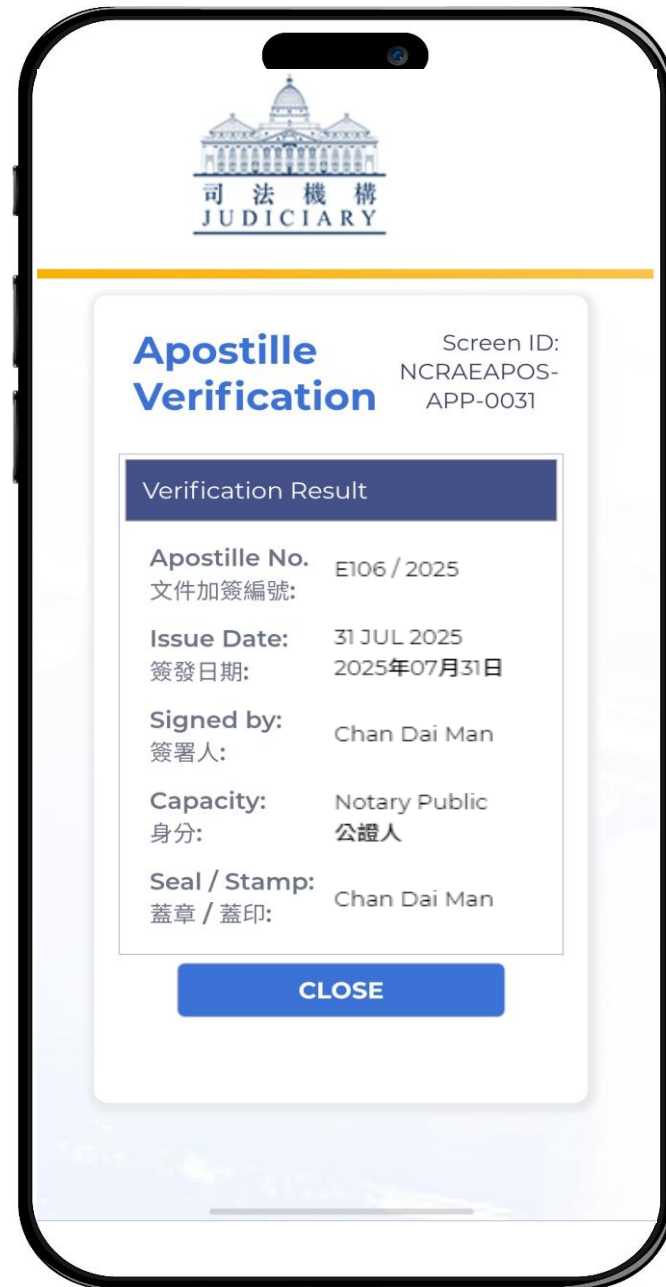 司法機構
JUDICIARY
Apostille
Verification
Screen ID:
NCRAEAPOS-
APP-0031
Verification Result
Apostille No.
文件加簽編號:
E106 / 2025
Issue Date:
簽發日期:
31 JUL 2025
2025年07月31日
Signed by:
簽署人:
Chan Dai Man
Capacity:
身分:
Notary Public
公證人
Seal / Stamp:
蓋章 / 蓋印:
Chan Dai Man
CLOSE